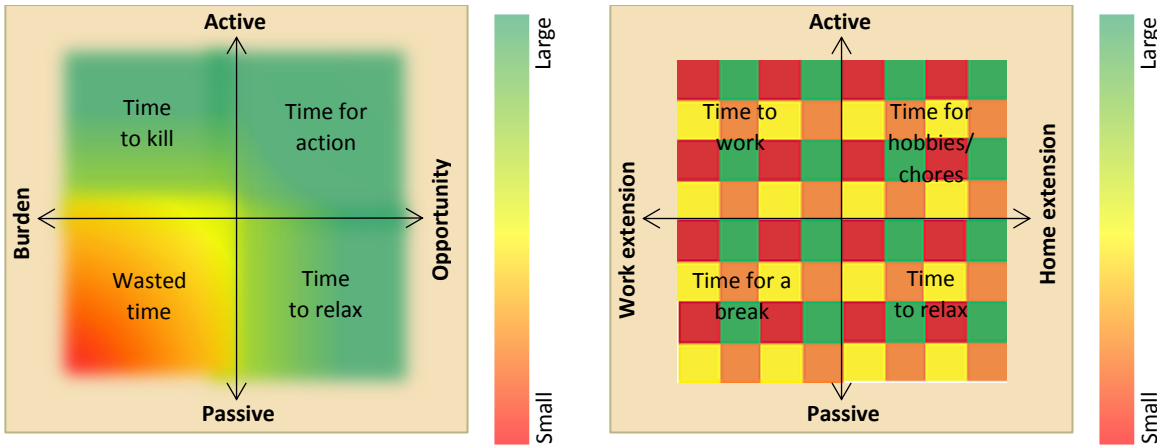 Active
Time
to kill
Time for
action
Burden
Opportunity
Wasted
time
Time
to relax
Passive
Large
Small
Active
Time to
work
Time for
hobbies/
chores
Work extension
Home extension
Time for a
break
Time
to relax
Passive
Large
Small